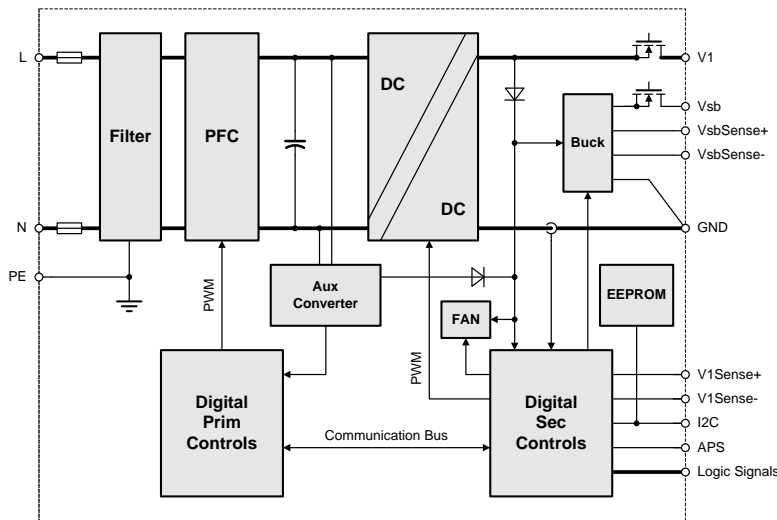 L
V1
DC
Vsb
Filter
PFC
Buck
VsbSense+
VsbSense-
DC
N
GND
PE
PWM
Aux
Converter
EEPROM
FAN
PWM
Digital
Prim
Controls
Communication Bus
Digital
Sec
Controls
V1Sense+
V1Sense-
I2C
APS
Logic Signals